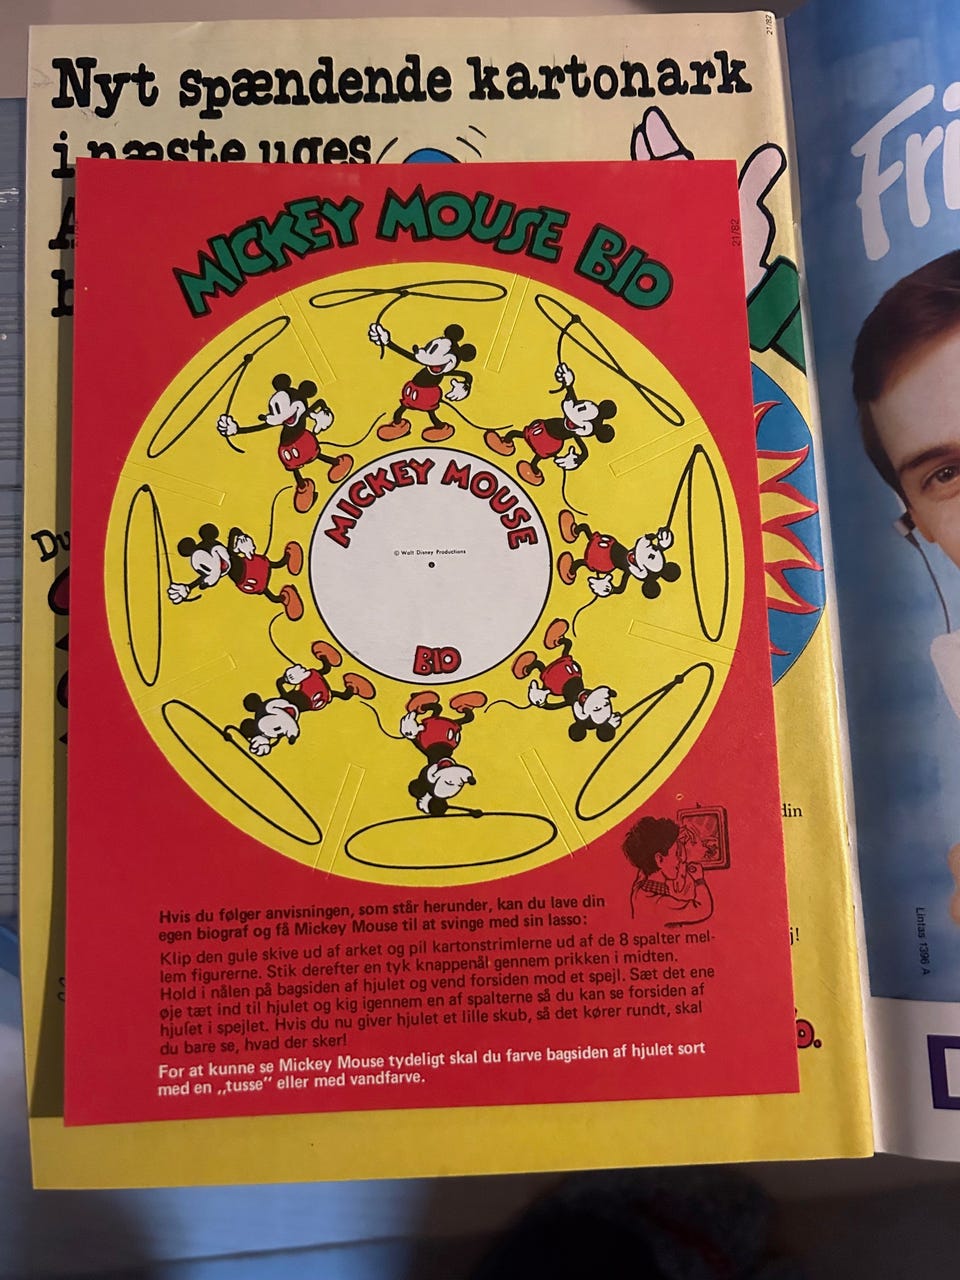 Nyt spændende kartonark
i næste uges
21/82
Fri
MICKEY MOUSE BIO
21/82
MICKEY MOUSE
© Walt Disney Productions
BIO
Du
din
j!
Lintas 1396 A
Hvis du følger anvisningen, som står herunder, kan du lave din
egen biograf og få Mickey Mouse til at svinge med sin lasso:
Klip den gule skive ud af arket og pil kartonstrimlerne ud af de 8 spalter mel-
lem figurerne. Stik derefter en tyk knappenål gennem prikken i midten.
Hold i nålen på bagsiden af hjulet og vend forsiden mod et spejl. Sæt det ene
øje tæt ind til hjulet og kig igennem en af spalterne så du kan se forsiden af
hjulet i spejlet. Hvis du nu giver hjulet et lille skub, så det kører rundt, skal
du bare se, hvad der sker!
For at kunne se Mickey Mouse tydeligt skal du farve bagsiden af hjulet sort
med en „tusse" eller med vandfarve.